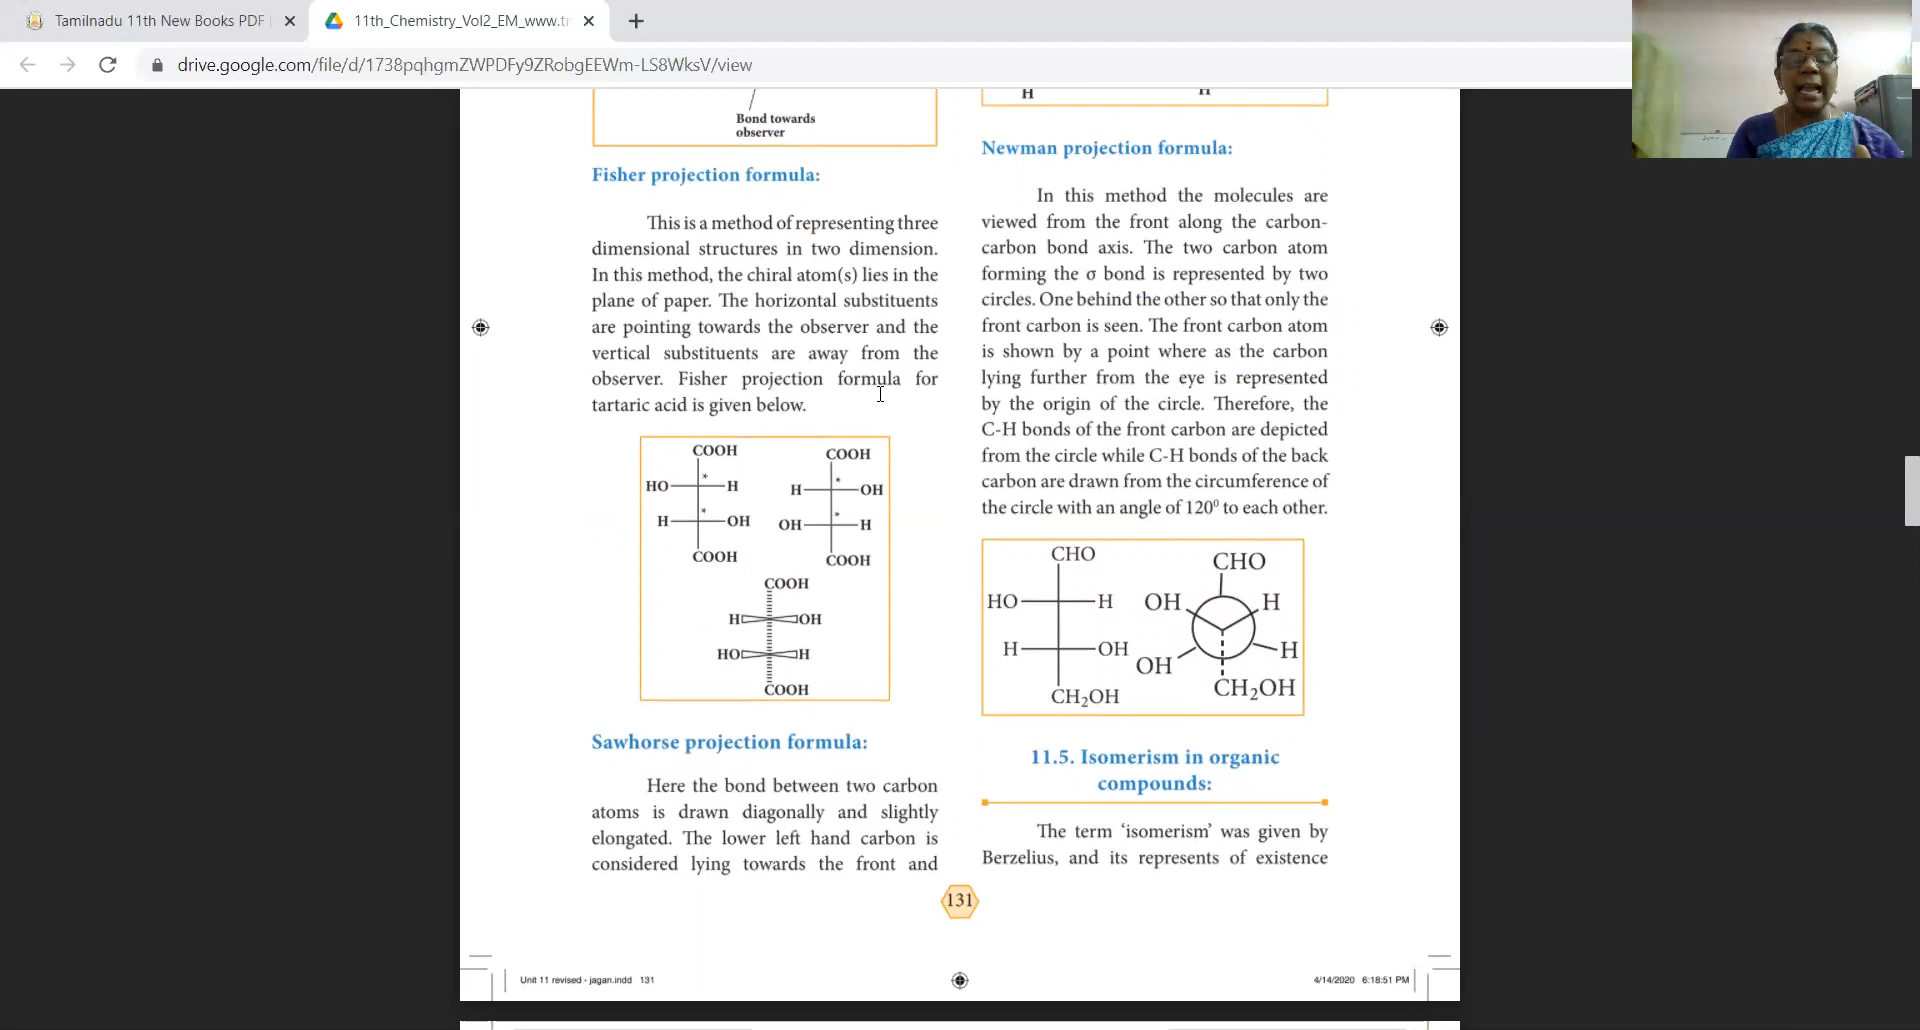 Tamilnadu 11th New Books PDF
11th_Chemistry_Vol2_EM_www.tr
drive.google.com/file/d/1738pqhgmZWPDFy9ZRobgEEWm-LS8WksV/view
Bond towards
observer
Fisher projection formula:
This is a method of representing three
dimensional structures in two dimension.
In this method, the chiral atom(s) lies in the
plane of paper. The horizontal substituents
are pointing towards the observer and the
vertical substituents are away from the
observer. Fisher projection formula for
tartaric acid is given below.
COOH
HO H
* 
H OH
*
COOH
COOH
H OH
*
OH H
*
COOH
COOH
H OH
HO H
COOH
Sawhorse projection formula:
Here the bond between two carbon
atoms is drawn diagonally and slightly
elongated. The lower left hand carbon is
considered lying towards the front and
H H
Newman projection formula:
In this method the molecules are
viewed from the front along the carbon-
carbon bond axis. The two carbon atom
forming the σ bond is represented by two
circles. One behind the other so that only the
front carbon is seen. The front carbon atom
is shown by a point where as the carbon
lying further from the eye is represented
by the origin of the circle. Therefore, the
C-H bonds of the front carbon are depicted
from the circle while C-H bonds of the back
carbon are drawn from the circumference of
the circle with an angle of 120⁰ to each other.
CHO
HO H
H OH
CH₂OH
CHO
OH H
OH H
CH₂OH
11.5. Isomerism in organic
compounds:
The term ‘isomerism’ was given by
Berzelius, and its represents of existence
131
Unit 11 revised - jagan.indd 131
4/14/2020 6:18:51 PM